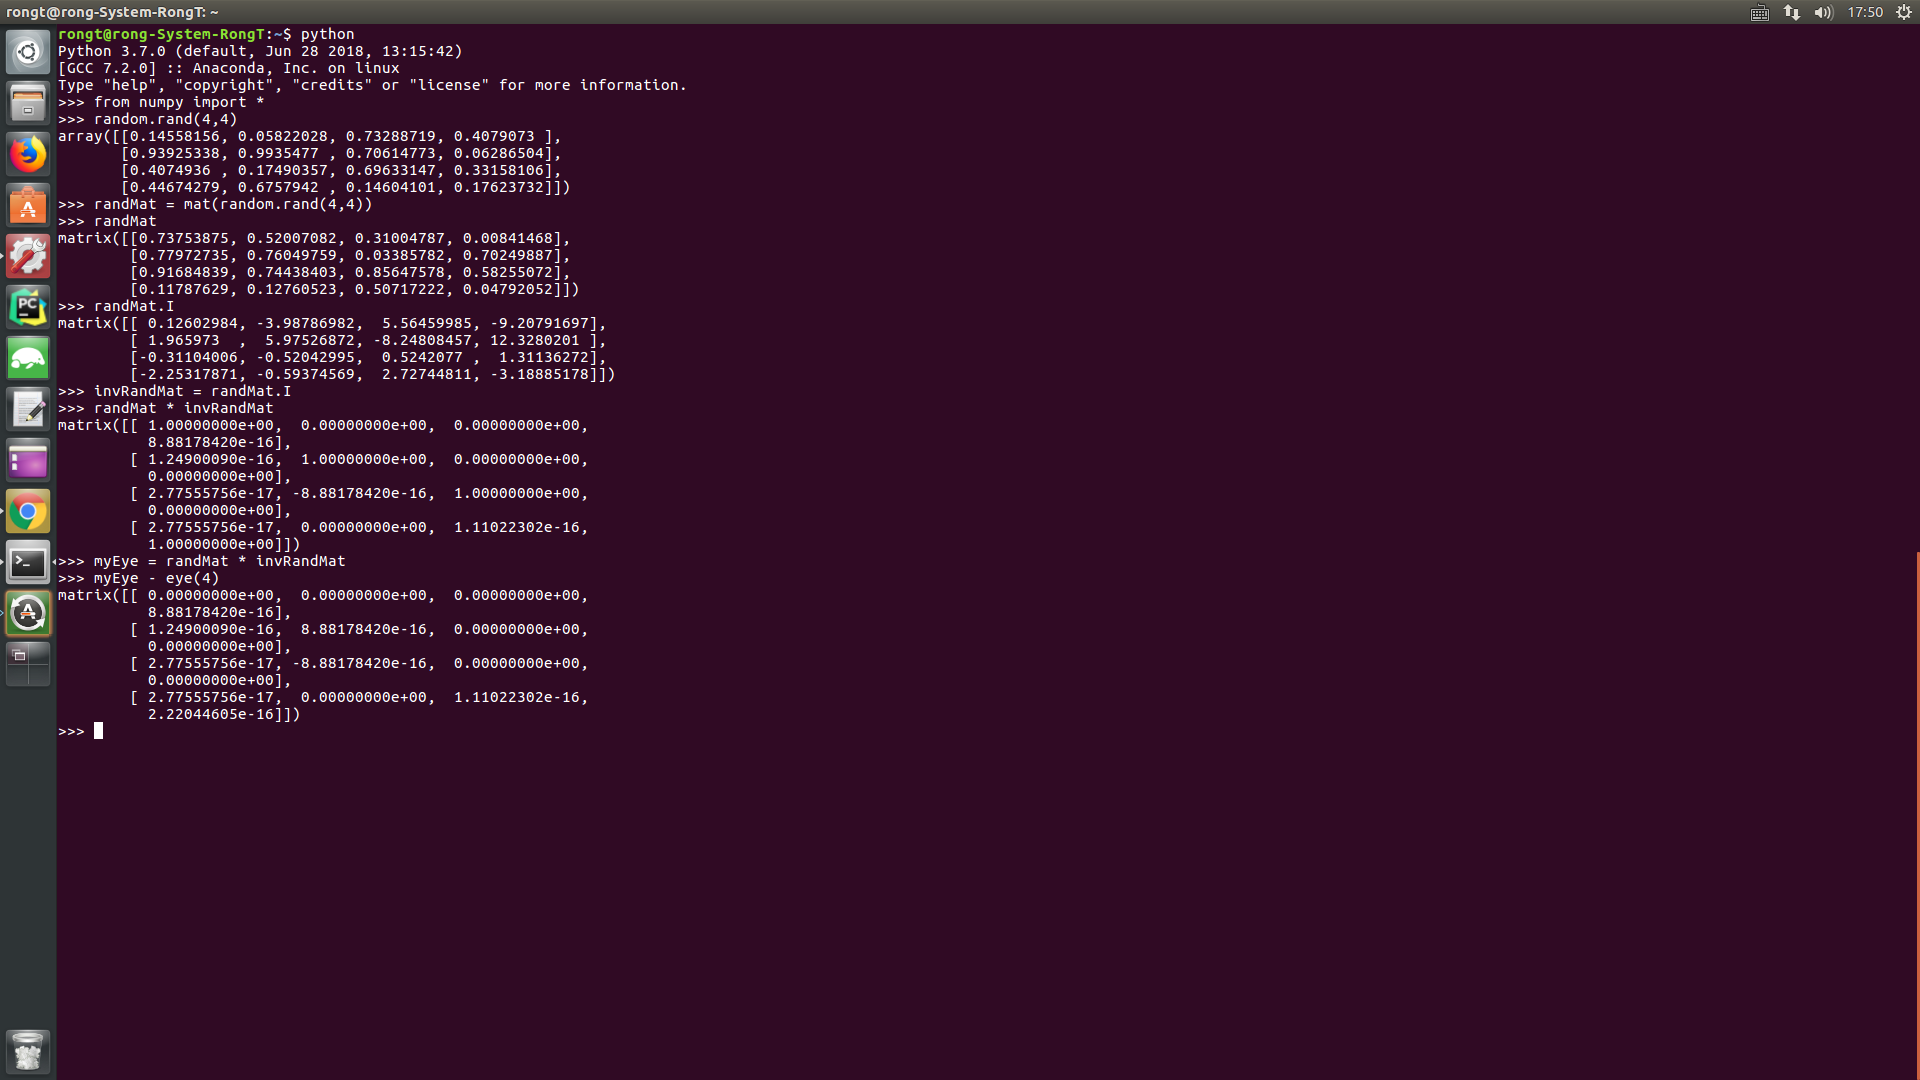 rongt@rong-System-RongT: ~
17:50
rongt@rong-System-RongT:~$ python
Python 3.7.0 (default, Jun 28 2018, 13:15:42)
[GCC 7.2.0] :: Anaconda, Inc. on linux
Type "help", "copyright", "credits" or "license" for more information.
>>> from numpy import *
>>> random.rand(4,4)
array([[0.14558156, 0.05822028, 0.73288719, 0.4079073 ],
       [0.93925338, 0.9935477 , 0.70614773, 0.06286504],
       [0.4074936 , 0.17490357, 0.69633147, 0.33158106],
       [0.44674279, 0.6757942 , 0.14604101, 0.17623732]])
>>> randMat = mat(random.rand(4,4))
>>> randMat
matrix([[0.73753875, 0.52007082, 0.31004787, 0.00841468],
        [0.77972735, 0.76049759, 0.03385782, 0.70249887],
        [0.91684839, 0.74438403, 0.85647578, 0.58255072],
        [0.11787629, 0.12760523, 0.50717222, 0.04792052]])
>>> randMat.I
matrix([[ 0.12602984, -3.98786982,  5.56459985, -9.20791697],
        [ 1.965973  ,  5.97526872, -8.24808457, 12.3280201 ],
        [-0.31104006, -0.52042995,  0.5242077 ,  1.31136272],
        [-2.25317871, -0.59374569,  2.72744811, -3.18885178]])
>>> invRandMat = randMat.I
>>> randMat * invRandMat
matrix([[ 1.00000000e+00,  0.00000000e+00,  0.00000000e+00,
          8.88178420e-16],
        [ 1.24900090e-16,  1.00000000e+00,  0.00000000e+00,
          0.00000000e+00],
        [ 2.77555756e-17, -8.88178420e-16,  1.00000000e+00,
          0.00000000e+00],
        [ 2.77555756e-17,  0.00000000e+00,  1.11022302e-16,
          1.00000000e+00]])
>>> myEye = randMat * invRandMat
>>> myEye - eye(4)
matrix([[ 0.00000000e+00,  0.00000000e+00,  0.00000000e+00,
          8.88178420e-16],
        [ 1.24900090e-16,  8.88178420e-16,  0.00000000e+00,
          0.00000000e+00],
        [ 2.77555756e-17, -8.88178420e-16,  0.00000000e+00,
          0.00000000e+00],
        [ 2.77555756e-17,  0.00000000e+00,  1.11022302e-16,
          2.22044605e-16]])
>>>
PC